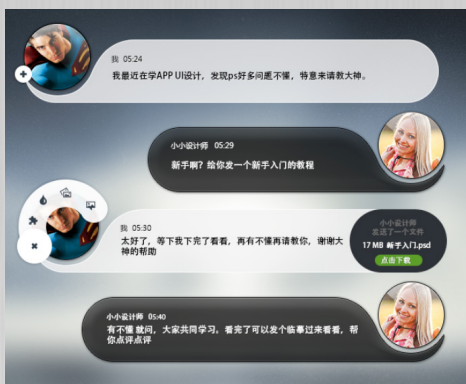 我 05:24
我最近在学APP UI设计，发现ps好多问题不懂，特意来请教大神。
小小设计师 05:29
新手啊？给你发一个新手入门的教程
我 05:30
太好了，等下我下完了看看，再有不懂再请教你，谢谢大
神的帮助
小小设计师
发送了一个文件
17 MB 新手入门.psd
点击下载
小小设计师 05:40
有不懂就问，大家共同学习。看完了可以发个临摹过来看看，帮
你点评点评